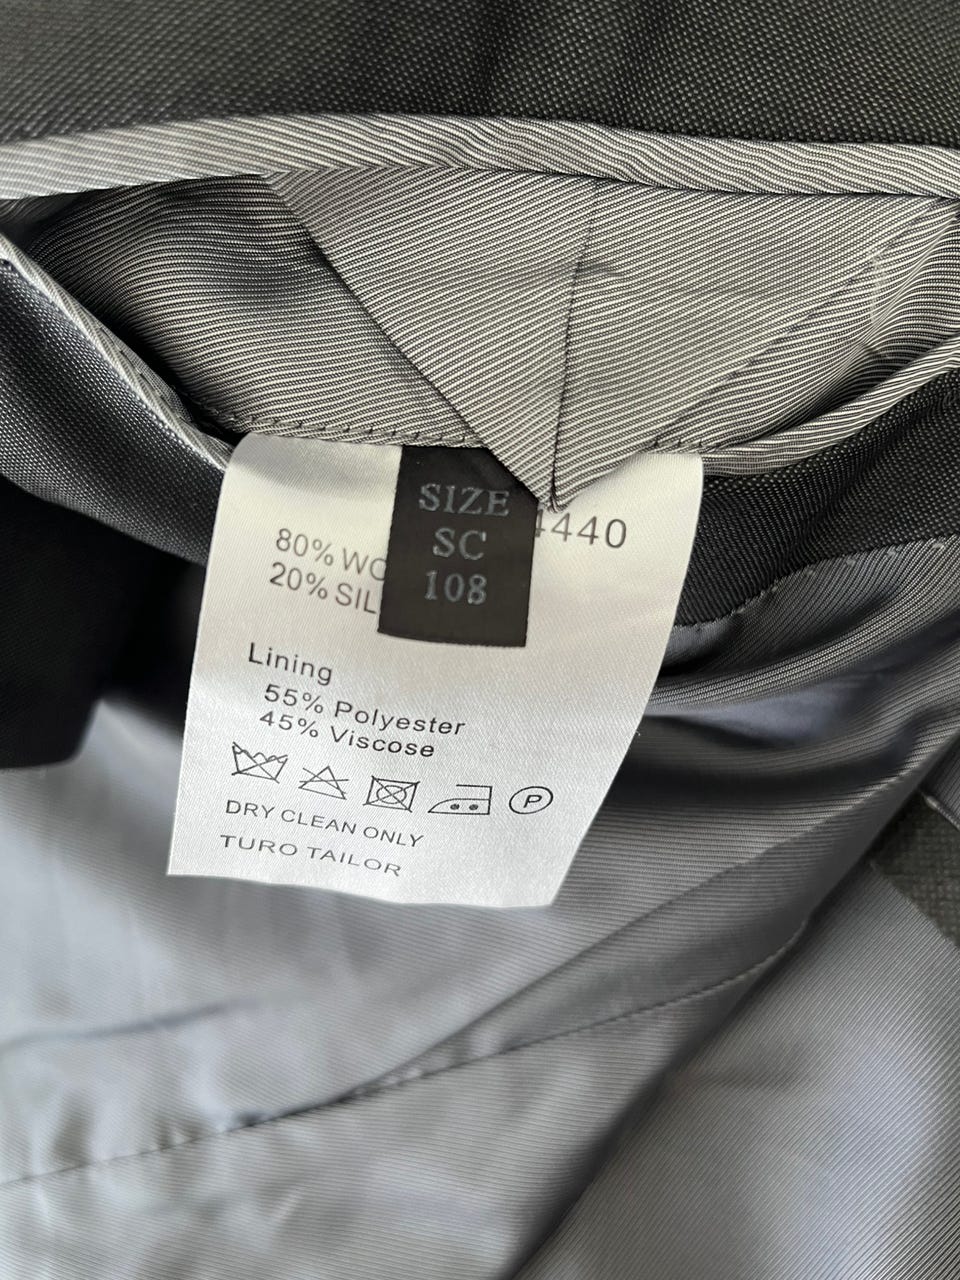 SIZE
SC
108
4440
80%
20%
Lining
55% Polyester
45% Viscose
P
DRY CLEAN ONLY
TURO TAILOR